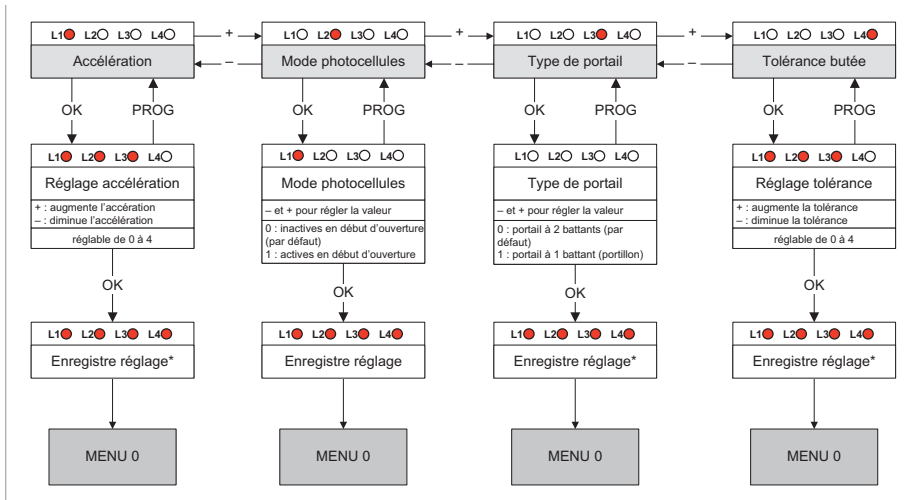 L1 L2 L3 L4
+
L1 L2 L3 L4
+
L1 L2 L3 L4
+
L1 L2 L3 L4
Accélération
–
Mode photocellules
–
Type de portail
–
Tolérance butée
OK PROG
OK PROG
OK PROG
OK PROG
L1 L2 L3 L4
Réglage accélération
+ : augmente l'accération
– : diminue l'accélération
réglable de 0 à 4
L1 L2 L3 L4
Mode photocellules
– et + pour régler la valeur
0 : inactives en début d'ouverture
(par défaut)
1 : actives en début d'ouverture
L1 L2 L3 L4
Type de portail
– et + pour régler la valeur
0 : portail à 2 battants (par
défaut)
1 : portail à 1 battant (portillon)
L1 L2 L3 L4
Réglage tolérance
+ : augmente la tolérance
– : diminue la tolérance
réglable de 0 à 4
OK
OK
OK
OK
L1 L2 L3 L4
Enregistre réglage*
L1 L2 L3 L4
Enregistre réglage
L1 L2 L3 L4
Enregistre réglage*
L1 L2 L3 L4
Enregistre réglage*
MENU 0
MENU 0
MENU 0
MENU 0